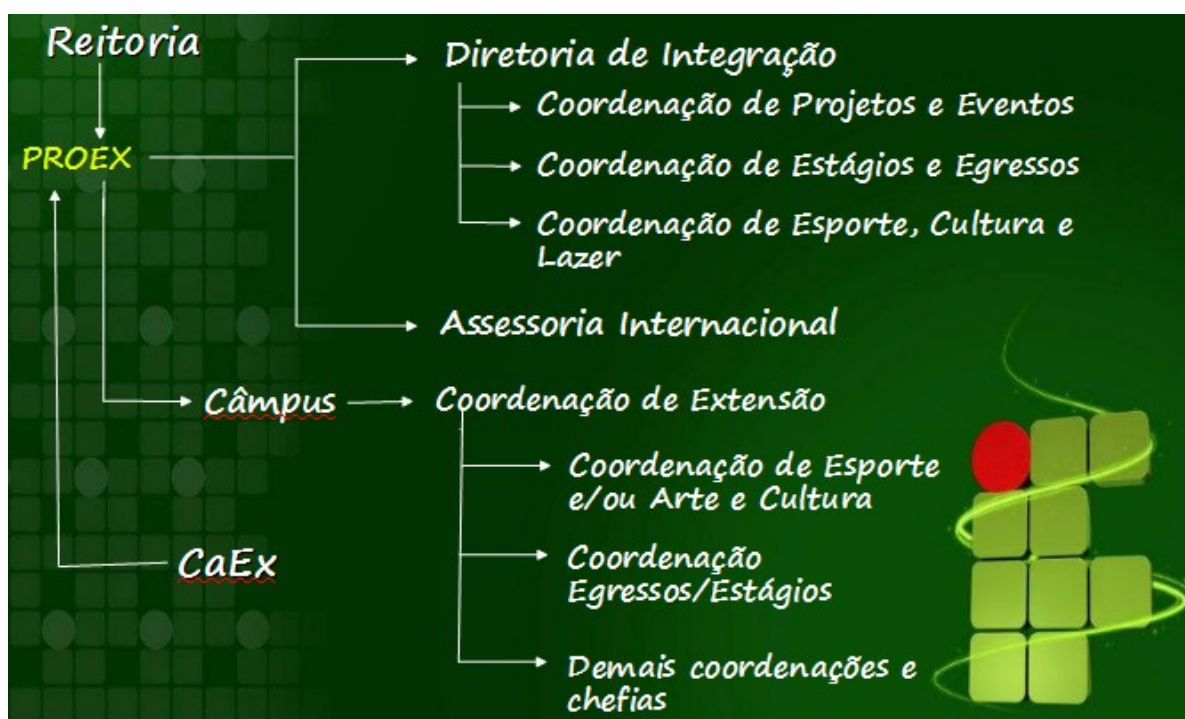 Reitoria
PROEX
Diretoria de Integração
Coordenação de Projetos e Eventos
Coordenação de Estágios e Egressos
Coordenação de Esporte, Cultura e
Lazer
Assessoria Internacional
Câmpus
Coordenação de Extensão
Coordenação de Esporte
e/ou Arte e Cultura
Coordenação
Egressos/Estágios
Demais coordenações e
chefias
CaEx